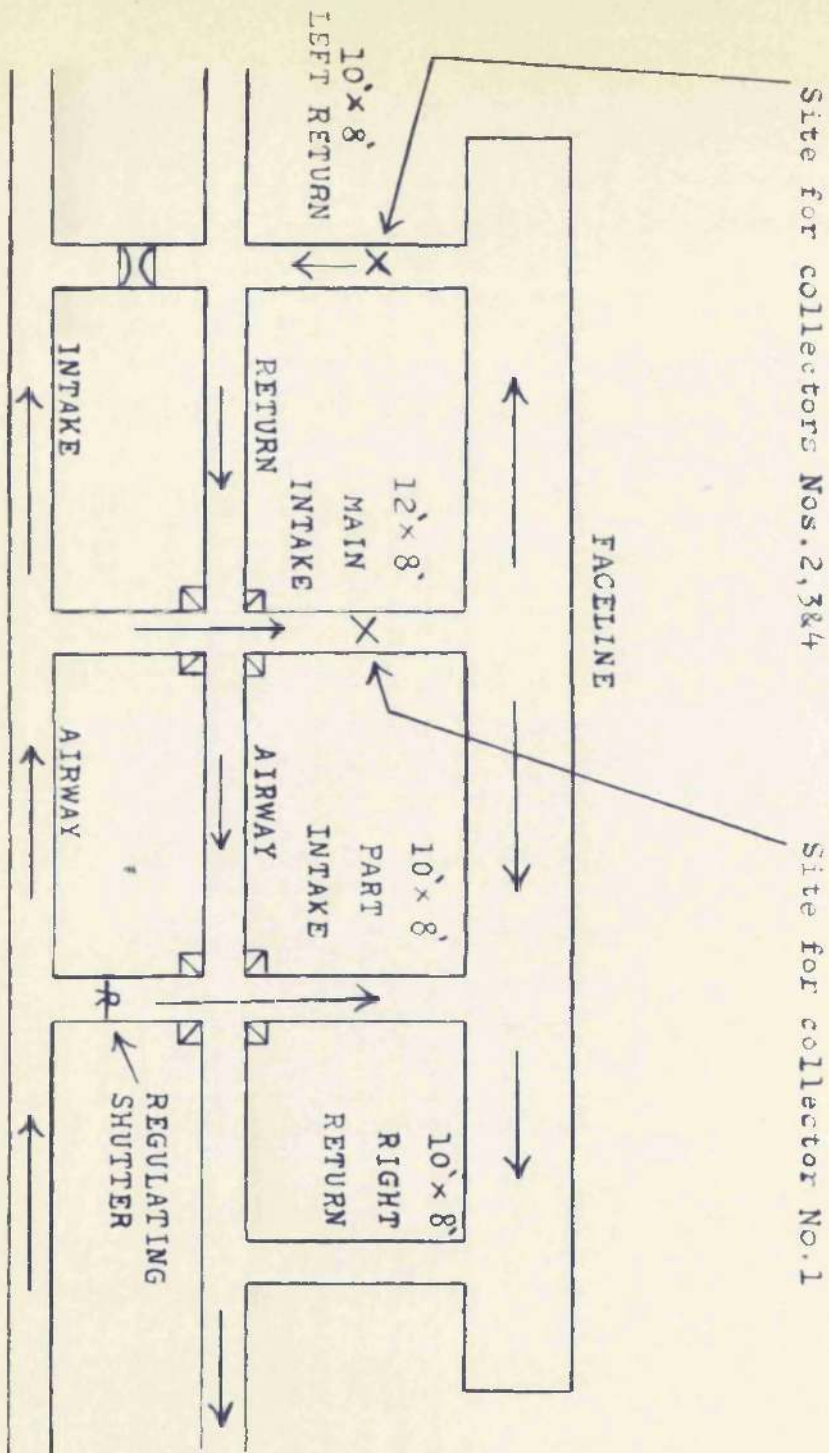 Site for collectors Nos.2,3&4
Site for collector No.1
FACELINE
10'x 8'
LEFT RETURN
12'x 8'
MAIN
INTAKE
10'x 8'
PART
INTAKE
10'x 8'
RIGHT
RETURN
RETURN
AIRWAY
INTAKE
AIRWAY
R
REGULATING
SHUTTER